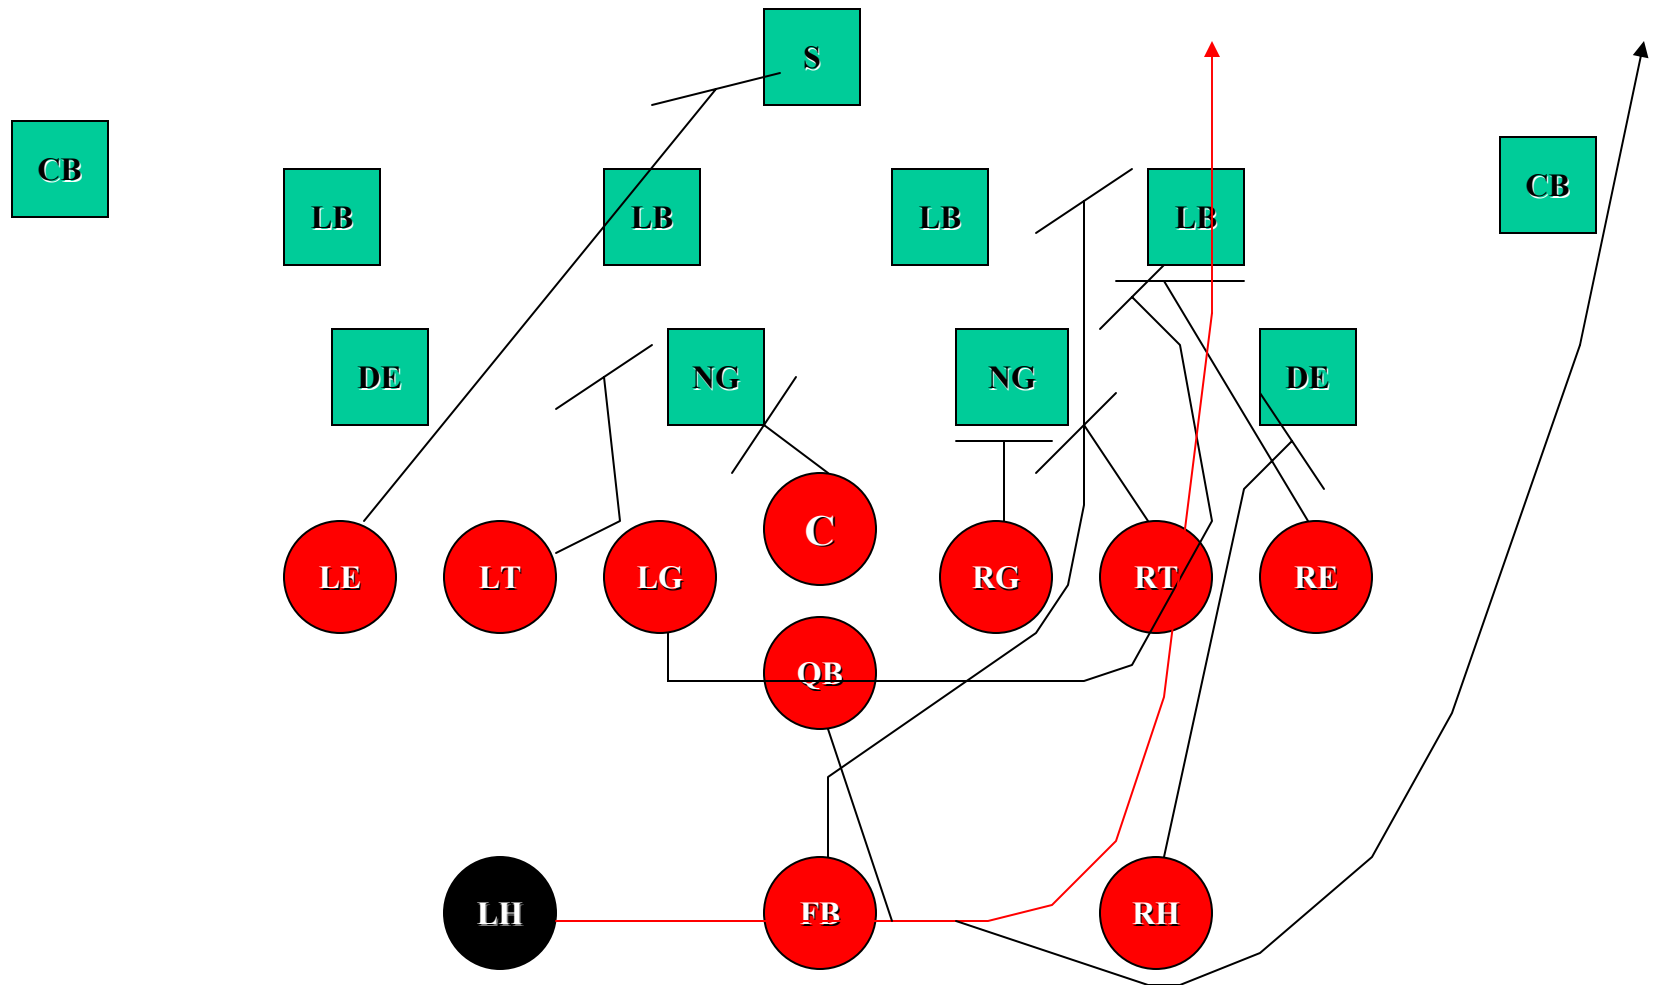 S
CB
CB
LB
LB
LB
LB
DE
NG
NG
DE
C
LE
LT
LG
RG
RT
RE
QB
LH
FB
RH